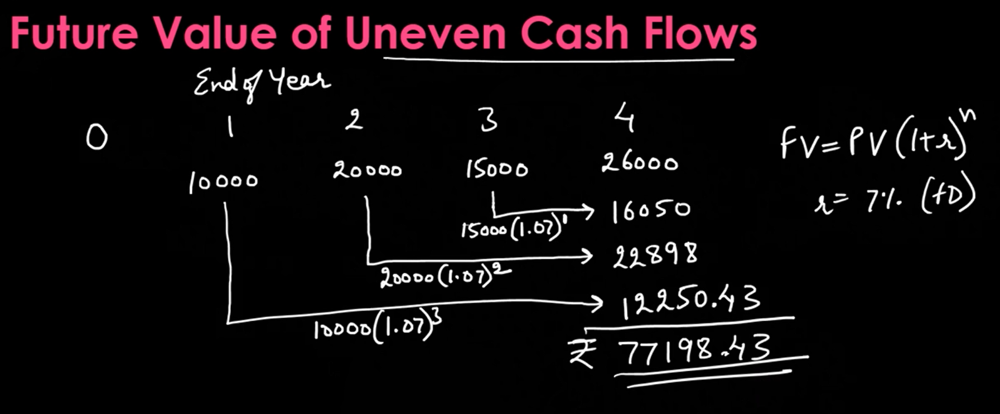 Future Value of Uneven Cash Flows
End of Year
0 1 2 3 4
10000 20000 15000 26000
FV = PV (1+r)^n
r = 7% (FD)
15000(1.07)^1 → 16050
20000(1.07)^2 → 22898
10000(1.07)^3 → 12250.43
₹ 77198.43